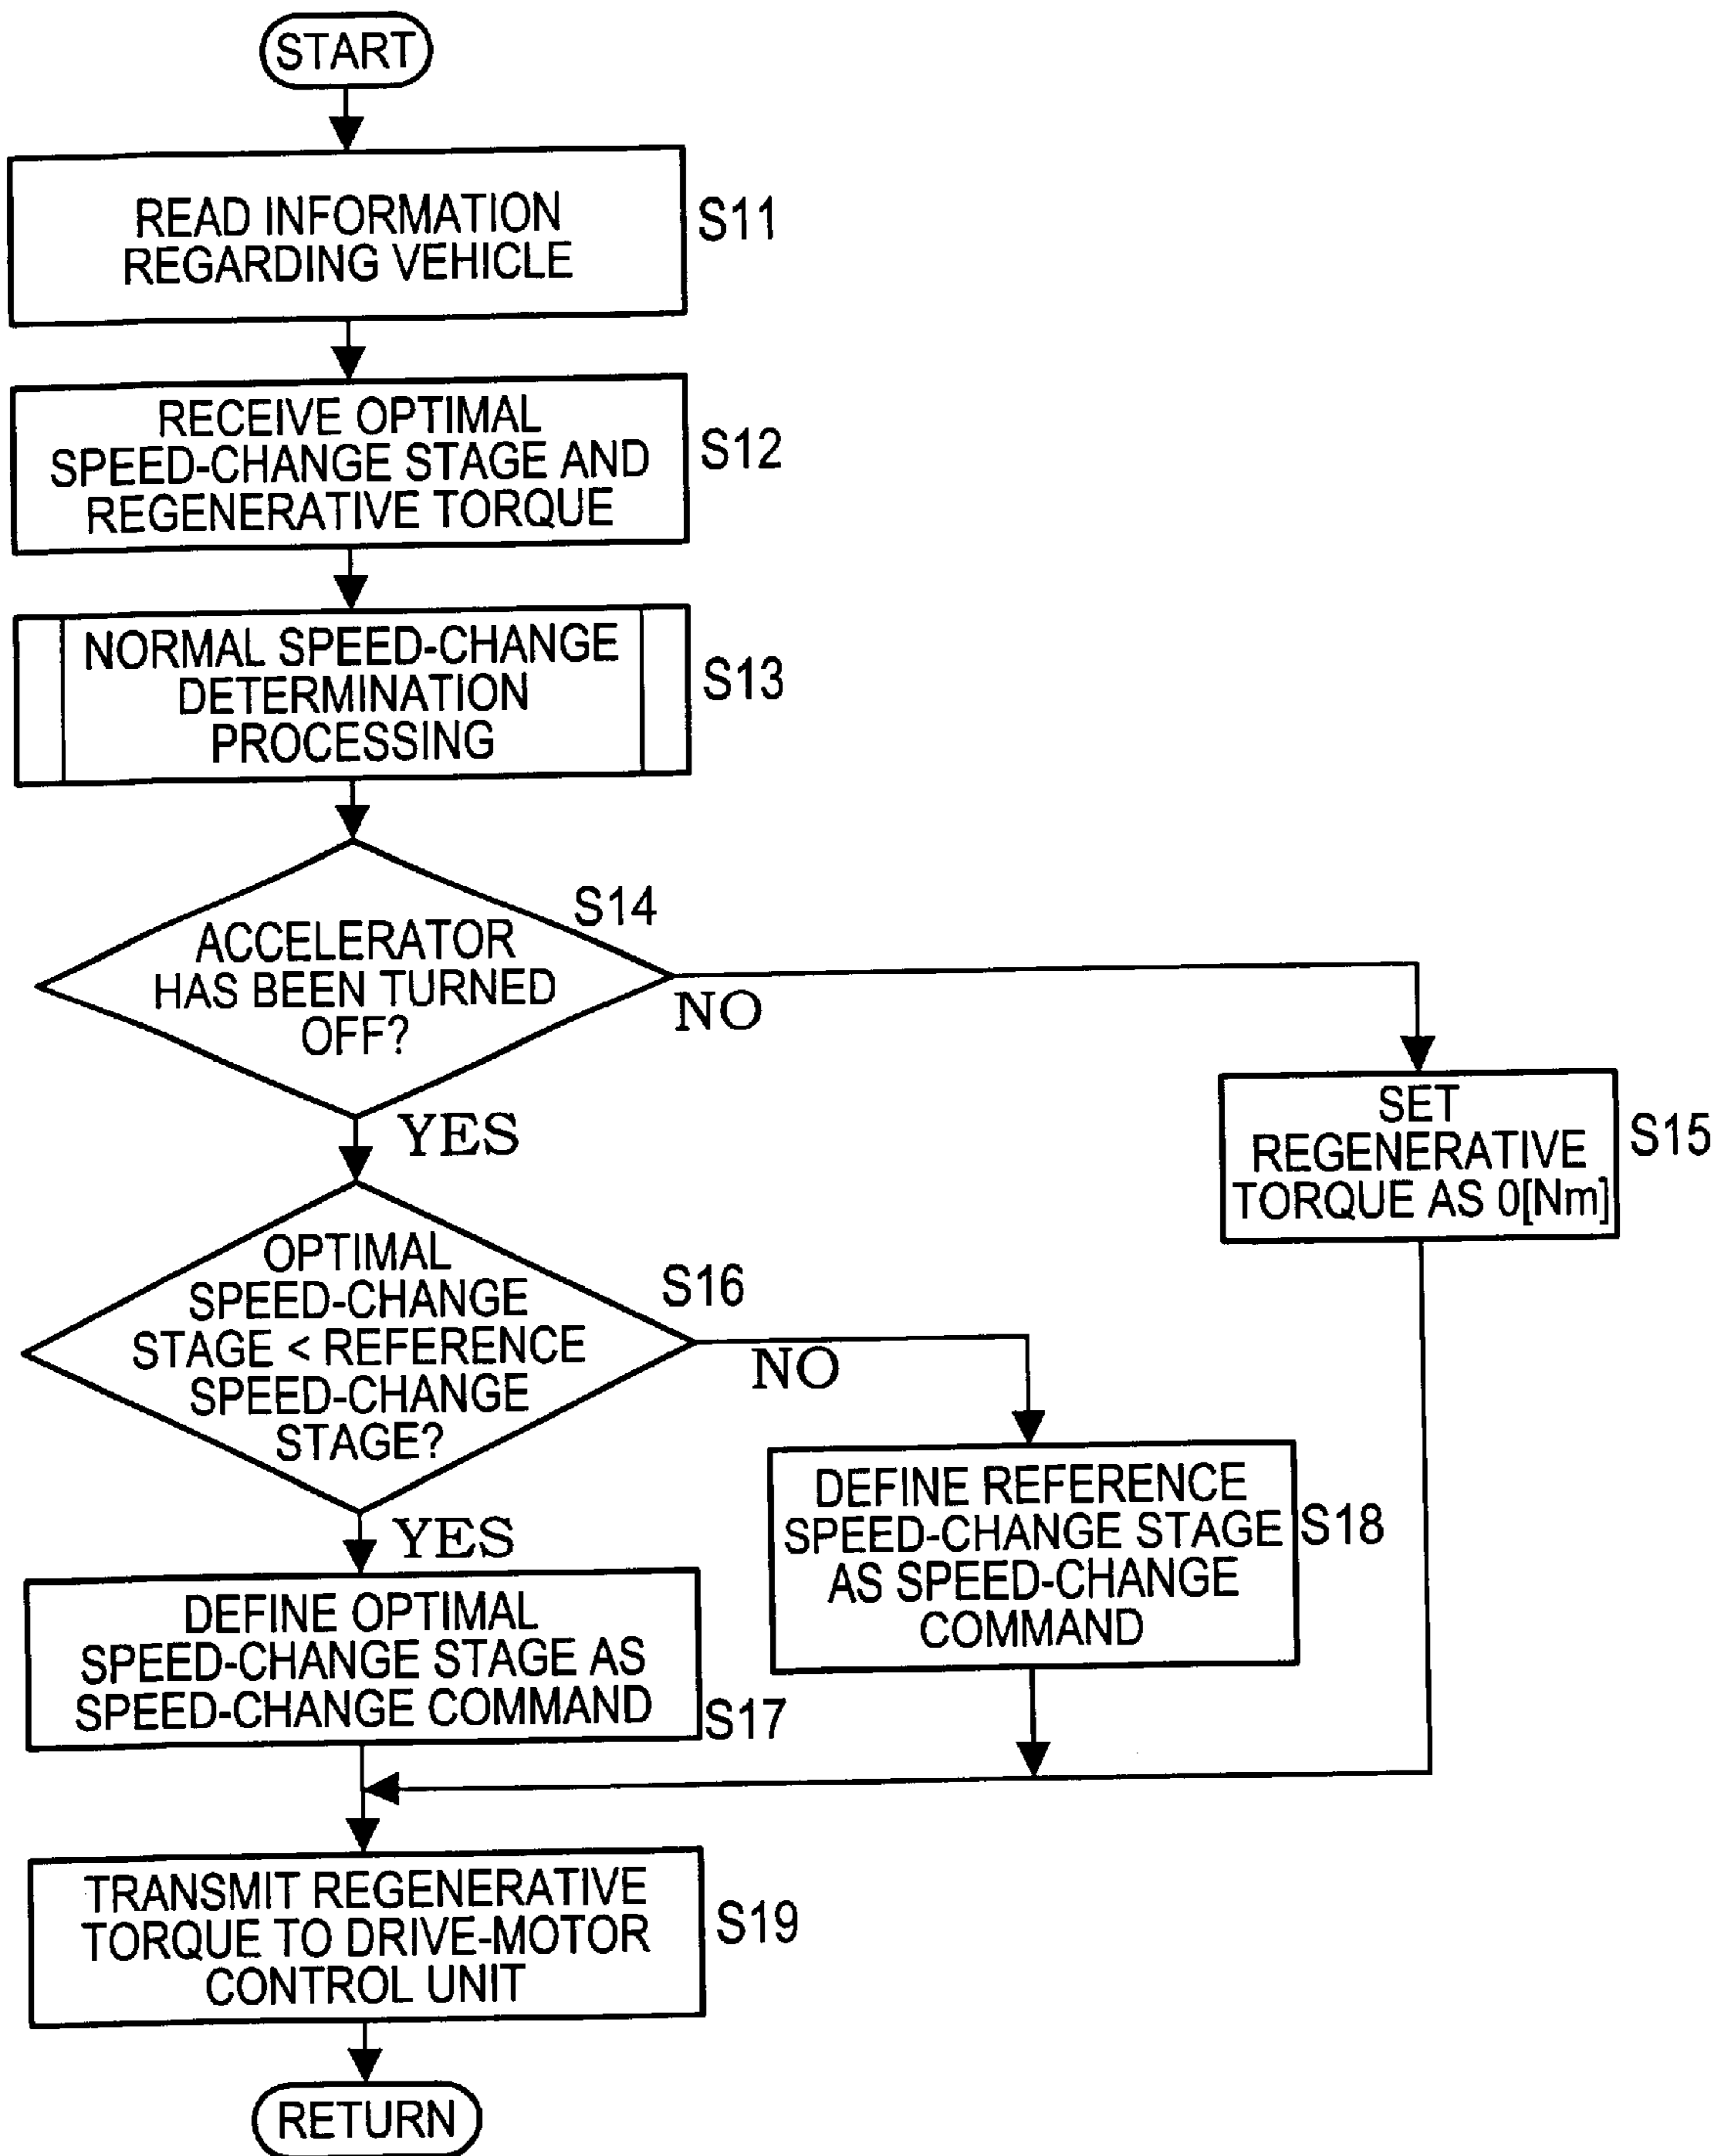 START
READ INFORMATION
REGARDING VEHICLE
S11
RECEIVE OPTIMAL
SPEED-CHANGE STAGE AND
REGENERATIVE TORQUE
S12
NORMAL SPEED-CHANGE
DETERMINATION
PROCESSING
S13
S14
ACCELERATOR
HAS BEEN TURNED
OFF?
NO
YES
SET
REGENERATIVE
TORQUE AS 0[Nm]
S15
OPTIMAL
SPEED-CHANGE
STAGE < REFERENCE
SPEED-CHANGE
STAGE?
S16
NO
YES
DEFINE REFERENCE
SPEED-CHANGE STAGE
AS SPEED-CHANGE
COMMAND
S18
DEFINE OPTIMAL
SPEED-CHANGE STAGE AS
SPEED-CHANGE COMMAND
S17
TRANSMIT REGENERATIVE
TORQUE TO DRIVE-MOTOR
CONTROL UNIT
S19
RETURN